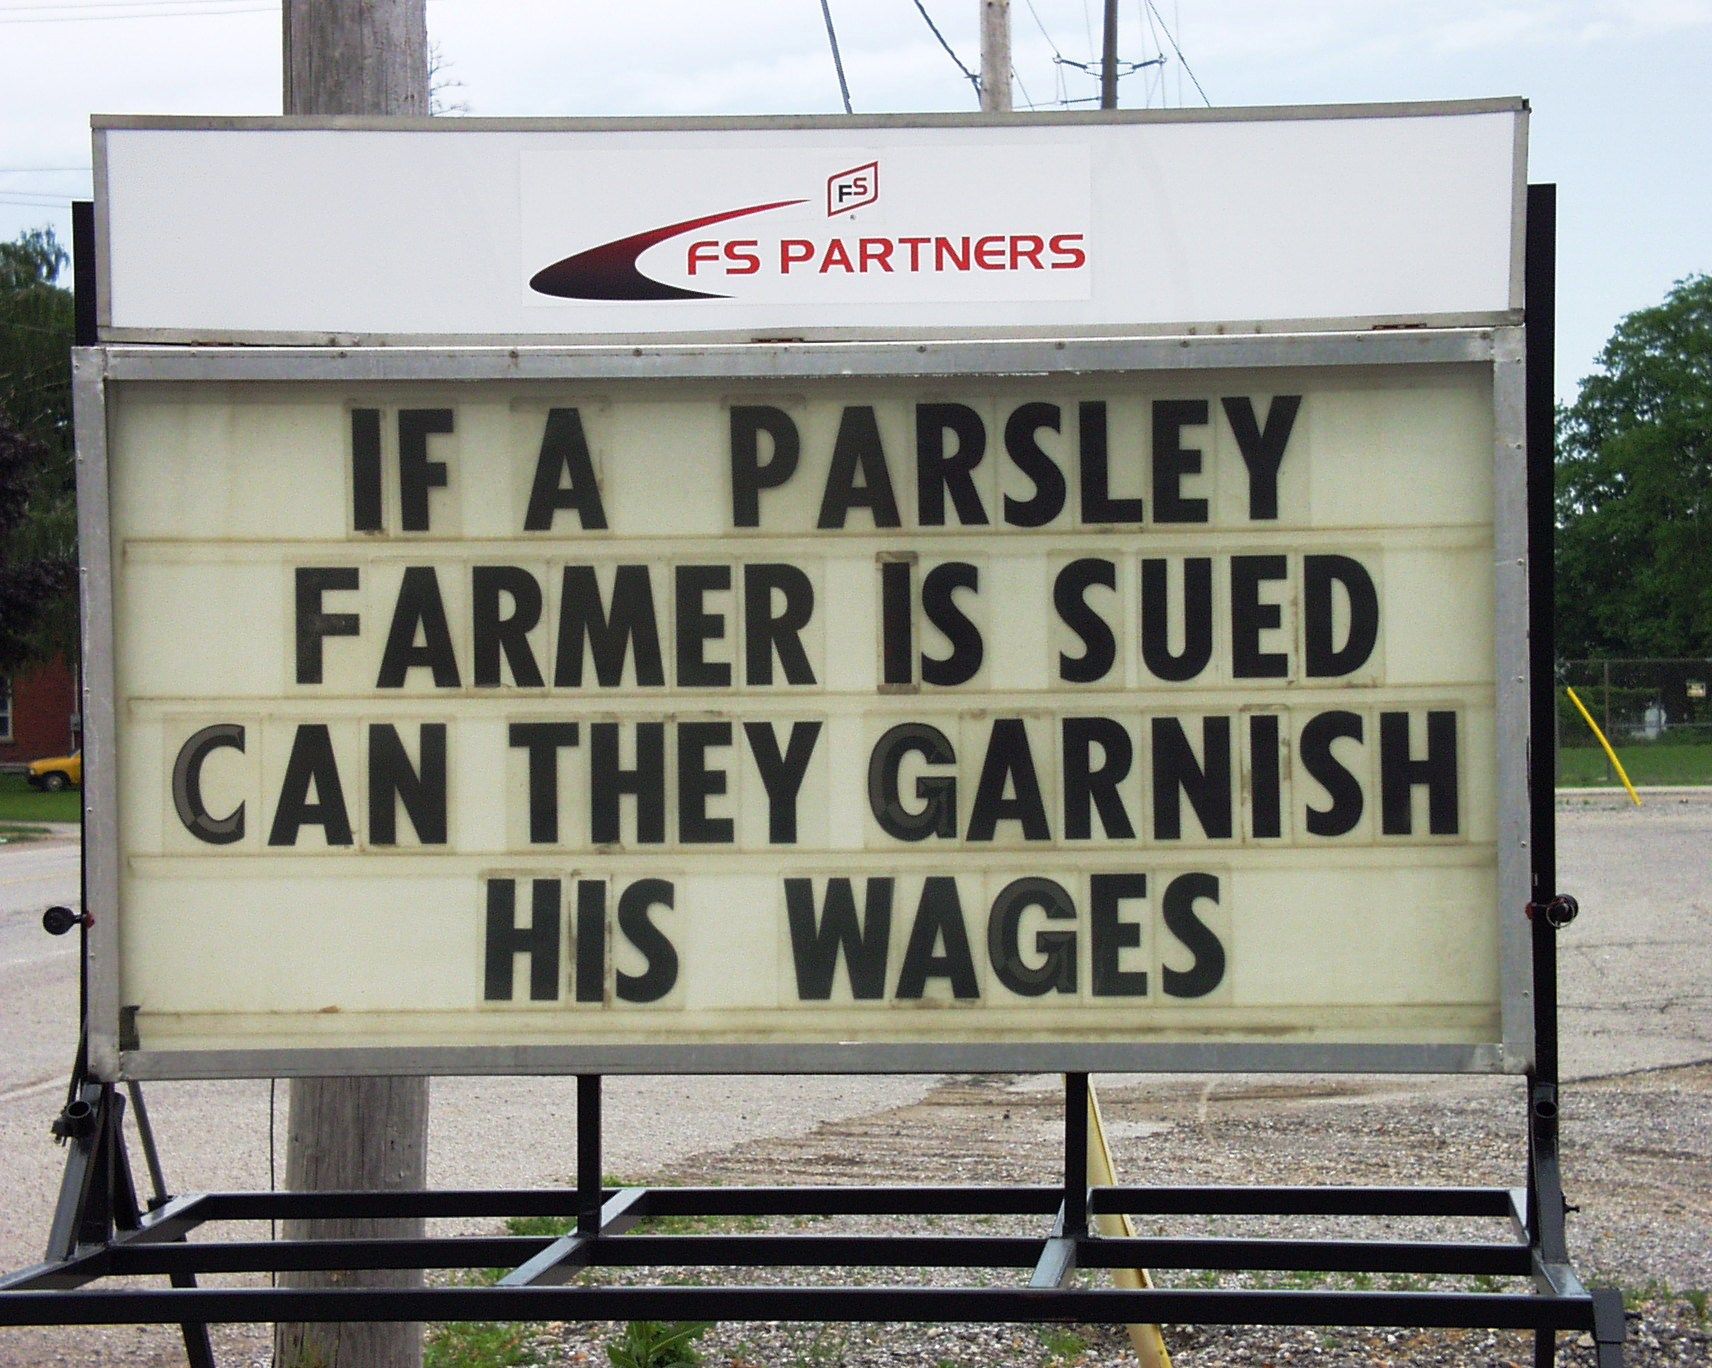 FS
FS PARTNERS
IF A PARSLEY
FARMER IS SUED
CAN THEY GARNISH
HIS WAGES